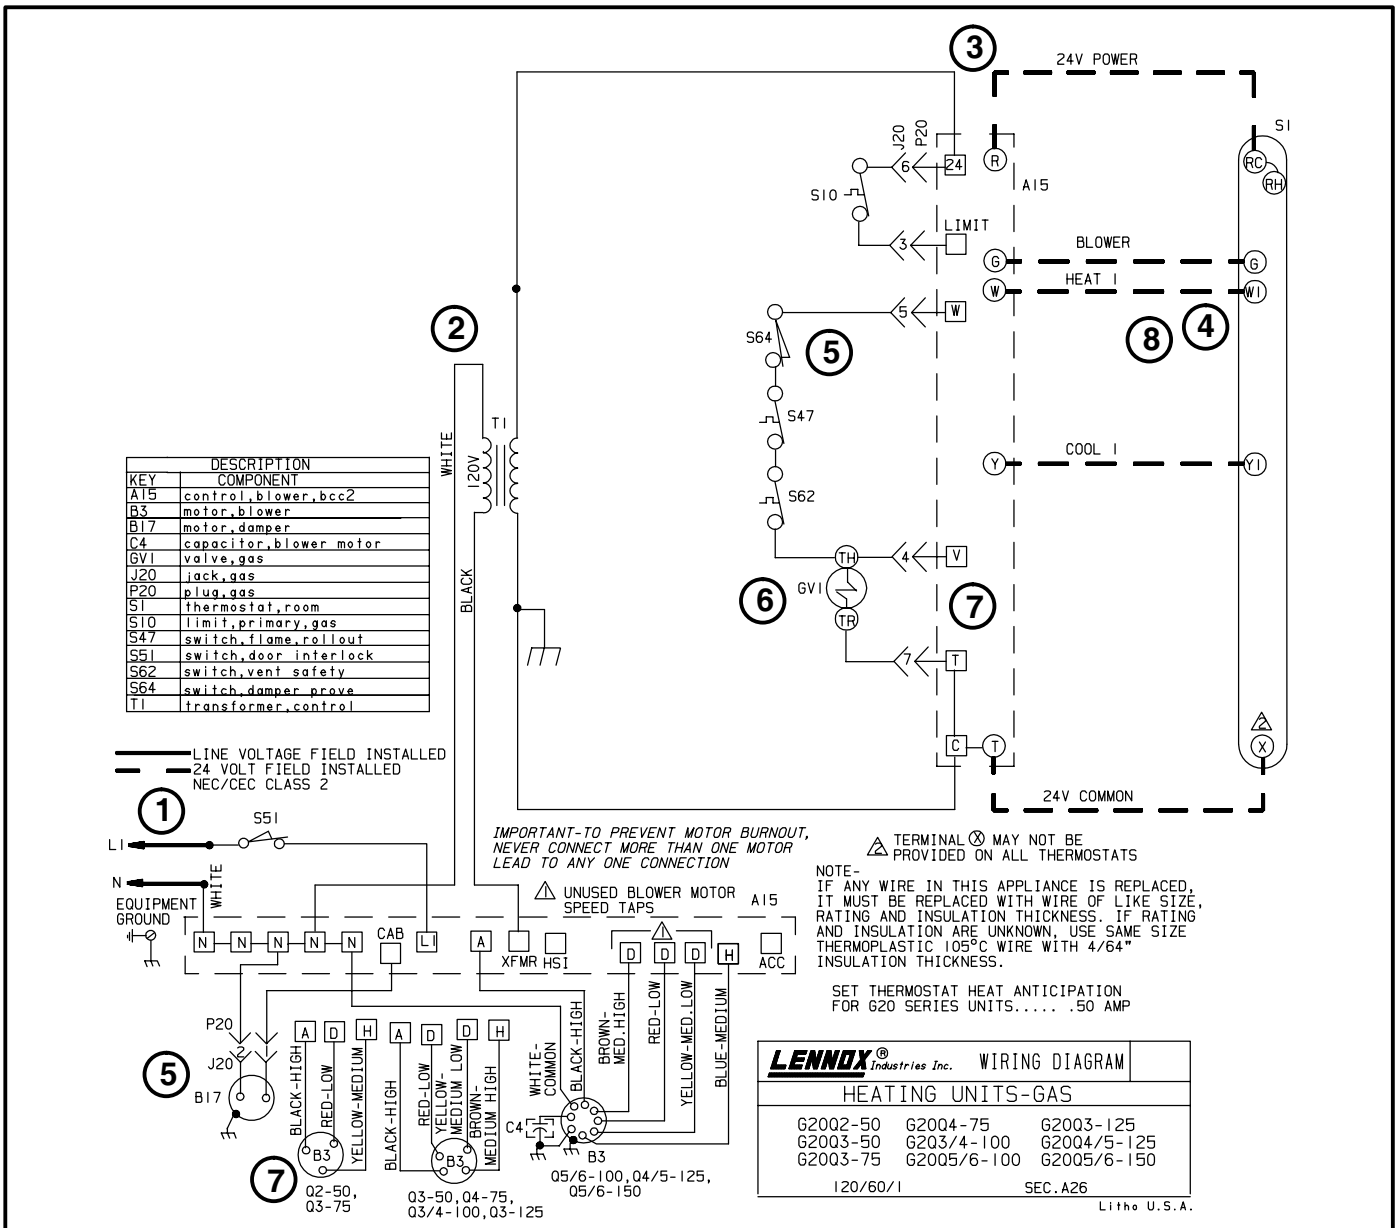 3
24V POWER
S1
J20
P20
6
24
R
RC
RH
A15
S10
LIMIT
3
BLOWER
G
G
HEAT 1
W
W1
2
5
W
8
4
S64
5
T1
S47
COOL 1
Y
Y1
WHITE
120V
S62
BLACK
DESCRIPTION
KEY COMPONENT
A15 control,blower,bcc2
B3 motor,blower
B17 motor,damper
C4 capacitor,blower motor
GV1 valve,gas
J20 jack,gas
P20 plug,gas
S1 thermostat,room
S10 limit,primary,gas
S47 switch,flame,rollout
S51 switch,door interlock
S62 switch,vent safety
S64 switch,damper prove
T1 transformer,control
TH
4
V
6
GV1
7
TR
7
T
2
C
T
X
24V COMMON
LINE VOLTAGE FIELD INSTALLED
24 VOLT FIELD INSTALLED
NEC/CEC CLASS 2
1
S51
L1
N
WHITE
EQUIPMENT
GROUND
IMPORTANT-TO PREVENT MOTOR BURNOUT,
NEVER CONNECT MORE THAN ONE MOTOR
LEAD TO ANY ONE CONNECTION
1 UNUSED BLOWER MOTOR
SPEED TAPS
A15
2 TERMINAL X MAY NOT BE
PROVIDED ON ALL THERMOSTATS
NOTE-
IF ANY WIRE IN THIS APPLIANCE IS REPLACED,
IT MUST BE REPLACED WITH WIRE OF LIKE SIZE,
RATING AND INSULATION THICKNESS. IF RATING
AND INSULATION ARE UNKNOWN, USE SAME SIZE
THERMOPLASTIC 105°C WIRE WITH 4/64"
INSULATION THICKNESS.
SET THERMOSTAT HEAT ANTICIPATION
FOR G20 SERIES UNITS..... .50 AMP
N N N N N
CAB
L1
A
XFMR
HSI
1
D D D H
ACC
P20
2 1
J20
5
B17
A D H
BLACK-HIGH
RED-LOW
YELLOW-MEDIUM
B3
7
Q2-50,
Q3-75
A D D H
BLACK-HIGH
RED-LOW
YELLOW-
MEDIUM LOW
BROWN-
MEDIUM HIGH
B3
Q3-50,Q4-75,
Q3/4-100,Q3-125
WHITE-
COMMON
BLACK-HIGH
BROWN-
MED.HIGH
RED-LOW
YELLOW-MED.LOW
BLUE-MEDIUM
C4
B3
Q5/6-100,Q4/5-125,
Q5/6-150
LENNOX® Industries Inc. WIRING DIAGRAM
HEATING UNITS-GAS
G20Q2-50 G20Q4-75 G20Q3-125
G20Q3-50 G2Q3/4-100 G20Q4/5-125
G20Q3-75 G20Q5/6-100 G20Q5/6-150
120/60/1 SEC.A26
Litho U.S.A.